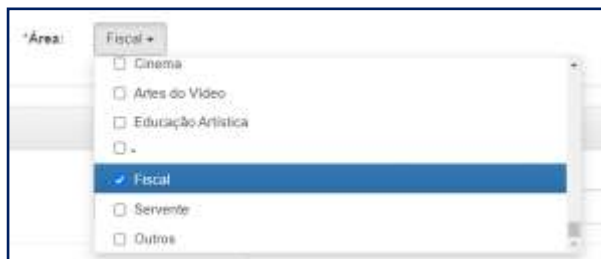 *Área: Fiscal
Cinema
Artes do Vídeo
Educação Artística
-
Fiscal
Servente
Outros